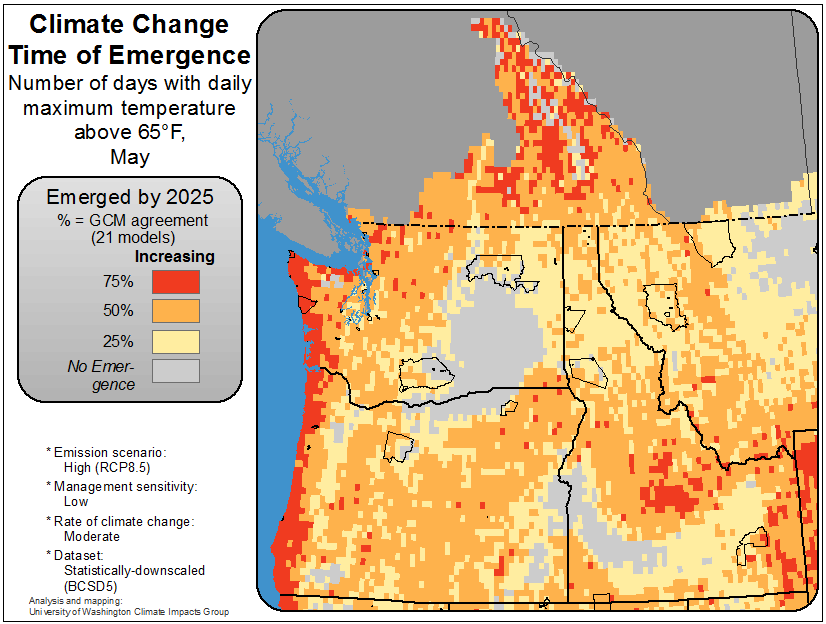 Climate Change
Time of Emergence
Number of days with daily
maximum temperature
above 65°F,
May
Emerged by 2025
% = GCM agreement
(21 models)
Increasing
75%
50%
25%
No Emer-
gence
* Emission scenario:
High (RCP8.5)
* Management sensitivity:
Low
* Rate of climate change:
Moderate
* Dataset:
Statistically-downscaled
(BCSD5)
Analysis and mapping:
University of Washington Climate Impacts Group